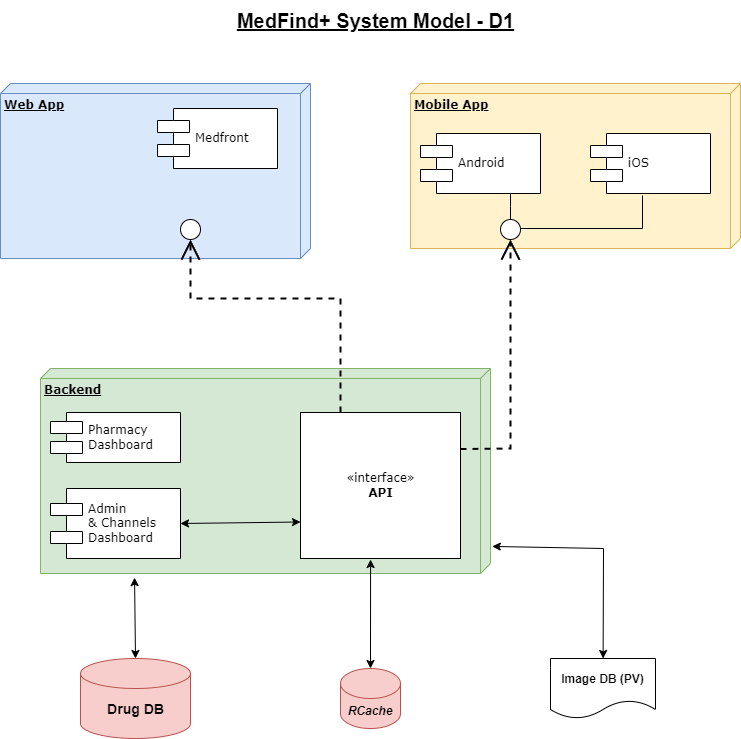 MedFind+ System Model - D1
Web App
Medfront
Mobile App
Android
iOS
Backend
Pharmacy
Dashboard
Admin
& Channels
Dashboard
«interface»
API
Drug DB
RCache
Image DB (PV)